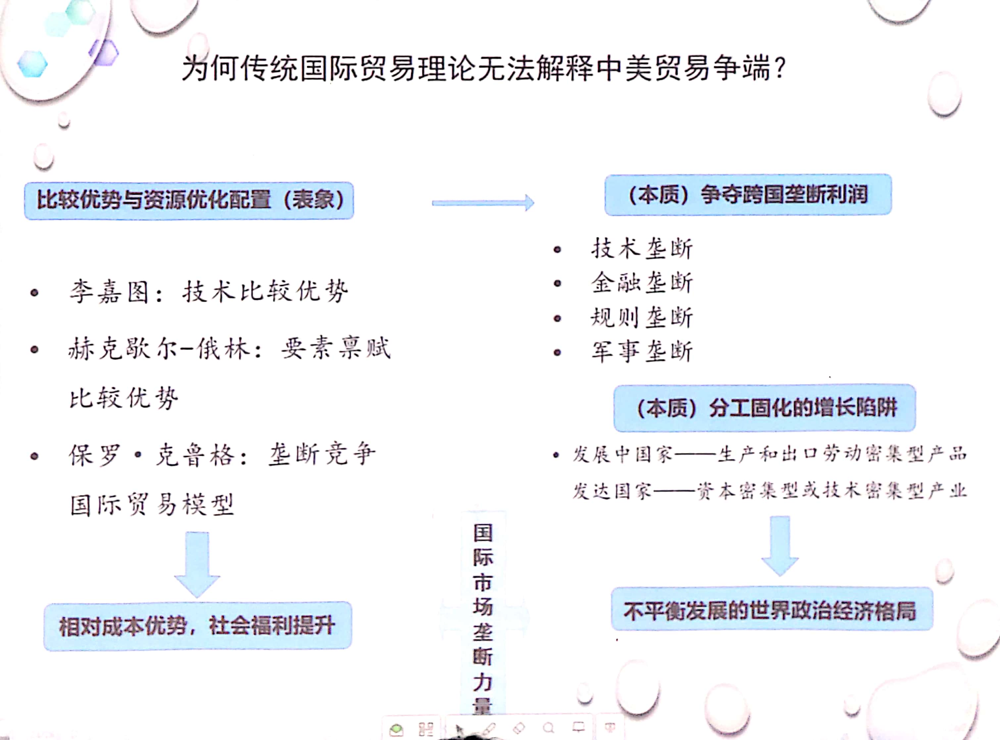 为何传统国际贸易理论无法解释中美贸易争端?
比较优势与资源优化配置（表象）
• 李嘉图：技术比较优势
• 赫克歇尔-俄林：要素禀赋
比较优势
• 保罗·克鲁格：垄断竞争
国际贸易模型
相对成本优势，社会福利提升
国际市场垄断力量
（本质）争夺跨国垄断利润
• 技术垄断
• 金融垄断
• 规则垄断
• 军事垄断
（本质）分工固化的增长陷阱
• 发展中国家——生产和出口劳动密集型产品
发达国家——资本密集型或技术密集型产业
不平衡发展的世界政治经济格局